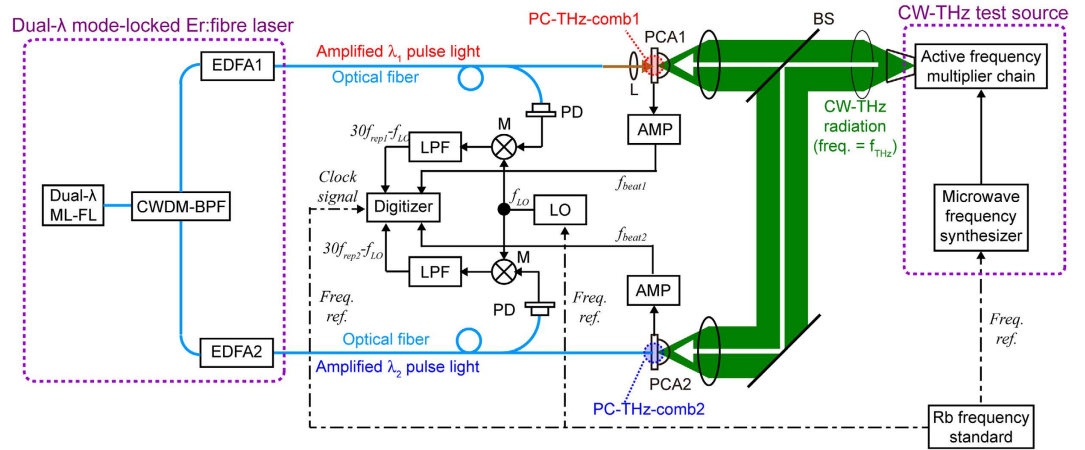 Dual-λ mode-locked Er:fibre laser
EDFA1
Dual-λ
ML-FL
CWDM-BPF
EDFA2
Amplified λ1 pulse light
Optical fiber
PC-THz-comb1
PCA1
L
BS
PD
M
LPF
30frep1-fLO
AMP
fbeat1
Clock
signal
Digitizer
fLO
LO
fbeat2
30frep2-fLO
LPF
M
AMP
PD
Freq.
ref.
Freq.
ref.
Optical fiber
Amplified λ2 pulse light
PCA2
PC-THz-comb2
CW-THz
radiation
(freq. = fTHz)
CW-THz test source
Active frequency
multiplier chain
Microwave
frequency
synthesizer
Freq.
ref.
Rb frequency
standard